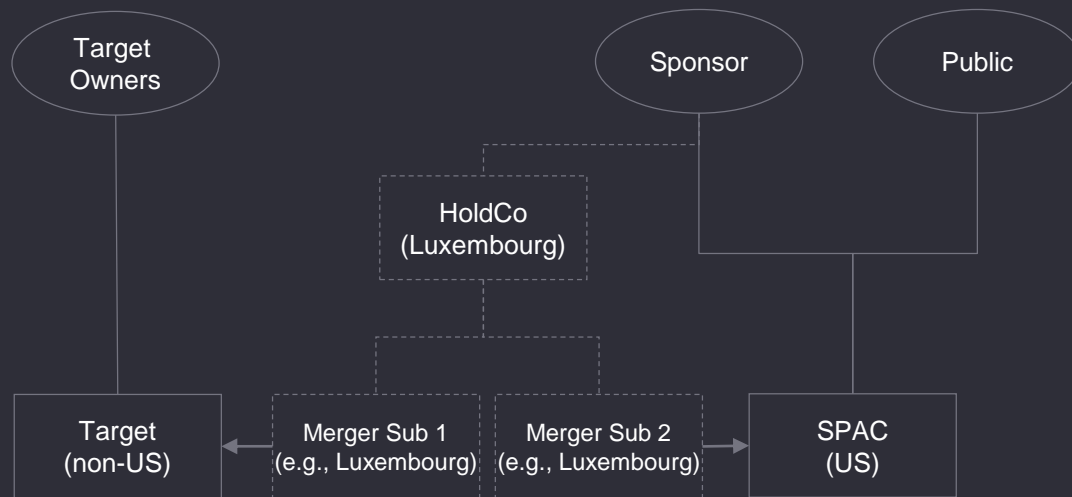 Target
Owners
Sponsor
Public
HoldCo
(Luxembourg)
Target
(non-US)
Merger Sub 1
(e.g., Luxembourg)
Merger Sub 2
(e.g., Luxembourg)
SPAC
(US)